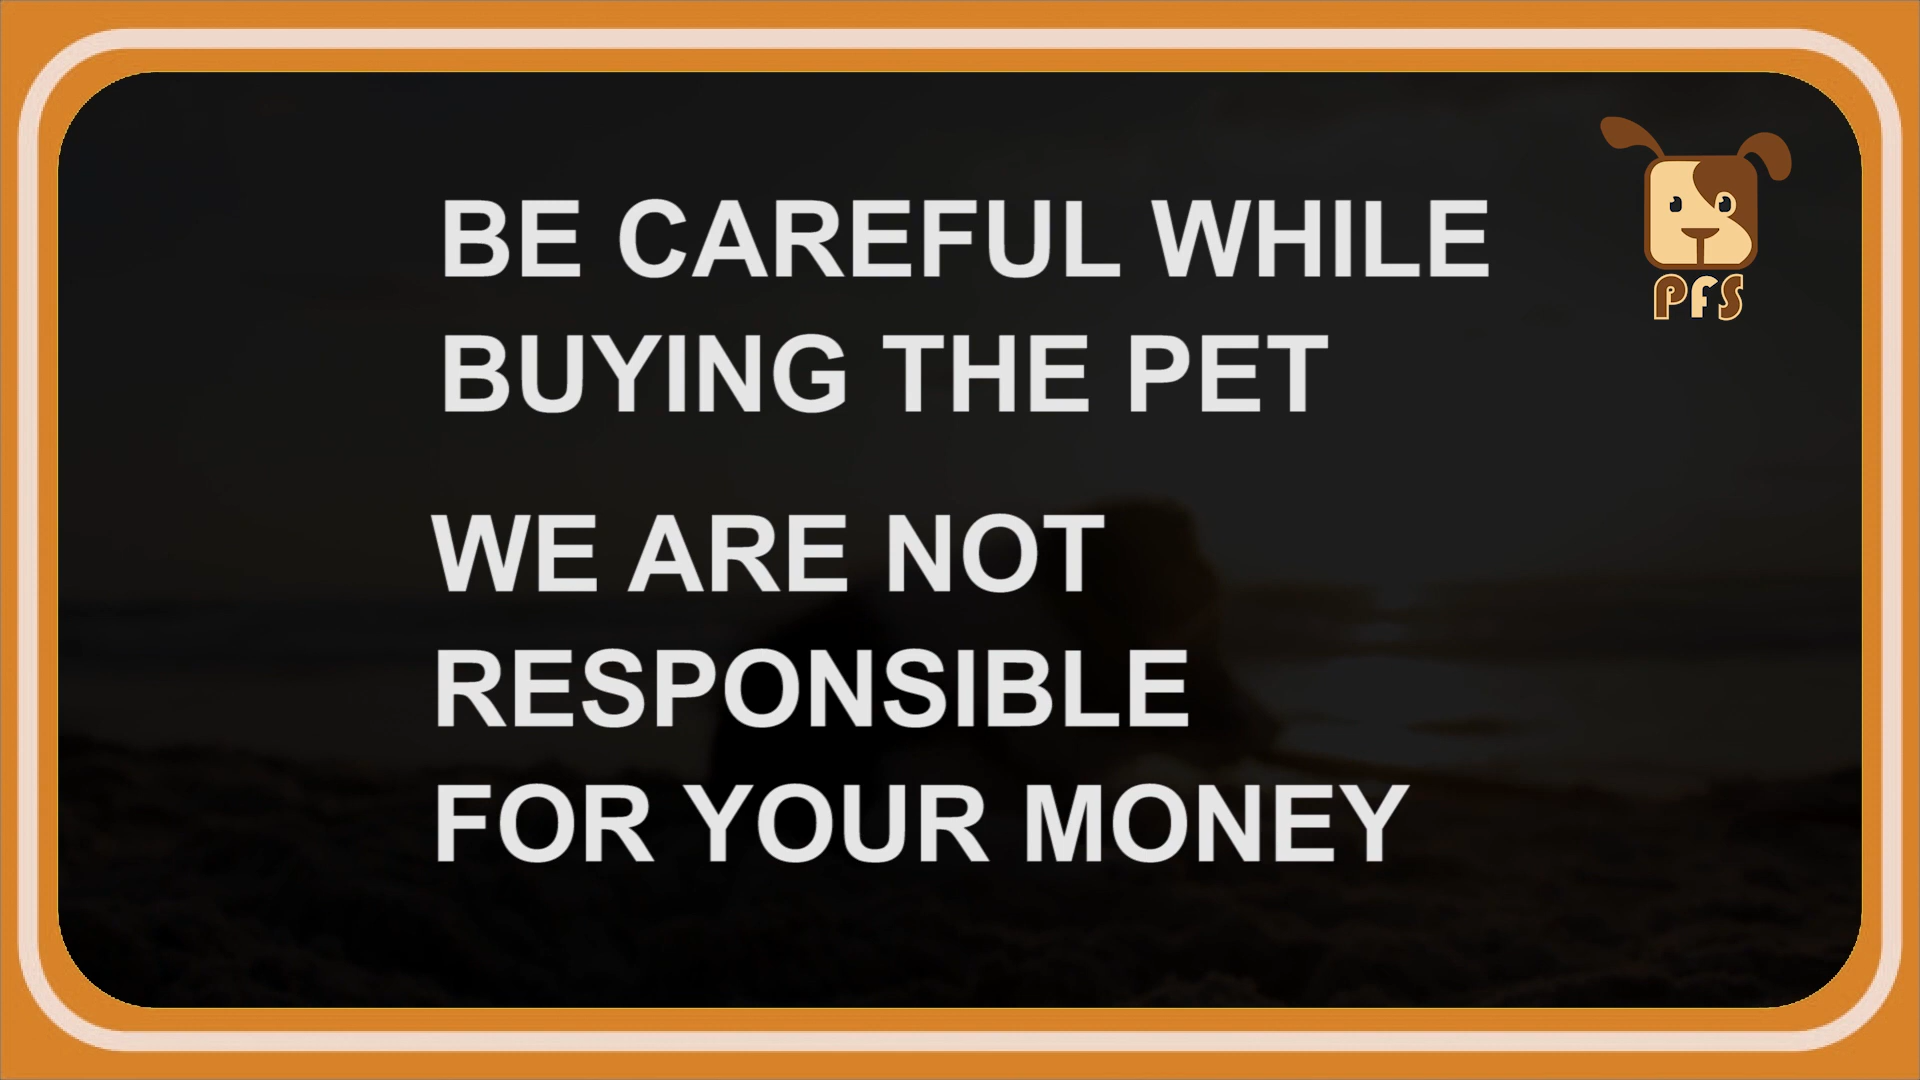 BE CAREFUL WHILE
BUYING THE PET
WE ARE NOT
RESPONSIBLE
FOR YOUR MONEY
PFS